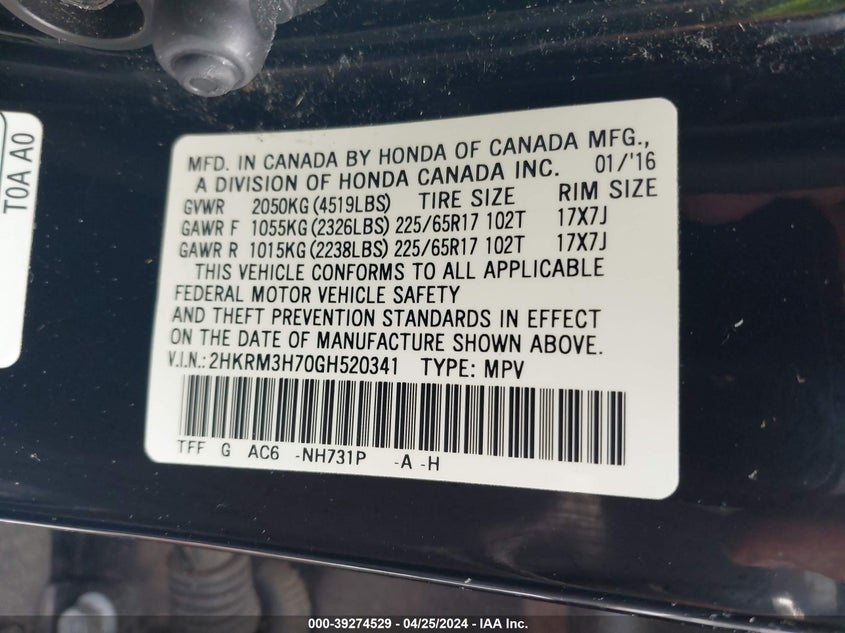 T0A A0
MFD. IN CANADA BY HONDA OF CANADA MFG.,
A DIVISION OF HONDA CANADA INC. 01/'16
GVWR 2050KG (4519LBS) TIRE SIZE RIM SIZE
GAWR F 1055KG (2326LBS) 225/65R17 102T 17X7J
GAWR R 1015KG (2238LBS) 225/65R17 102T 17X7J
THIS VEHICLE CONFORMS TO ALL APPLICABLE
FEDERAL MOTOR VEHICLE SAFETY
AND THEFT PREVENTION STANDARDS IN EFFECT
ON THE DATE OF MANUFACTURE SHOWN ABOVE.
V.I.N.: 2HKRM3H70GH520341 TYPE: MPV
TFF G AC6 -NH731P -A -H
000-39274529 - 04/25/2024 - IAA Inc.